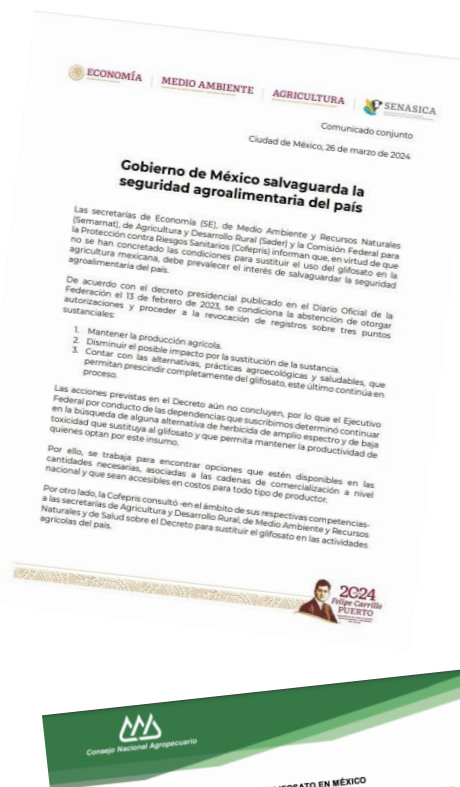 ECONOMÍA MEDIO AMBIENTE AGRICULTURA SENASICA
Comunicado conjunto
Ciudad de México, 26 de marzo de 2024
Gobierno de México salvaguarda la
seguridad agroalimentaria del país
Las secretarías de Economía (SE), de Medio Ambiente y Recursos Naturales
(Semarnat), de Agricultura y Desarrollo Rural (Sader) y la Comisión Federal para
la Protección contra Riesgos Sanitarios (Cofepris) informan que, en virtud de que
no se han concretado las condiciones para sustituir el uso del glifosato en la
agricultura mexicana, debe prevalecer el interés de salvaguardar la seguridad
agroalimentaria del país.
De acuerdo con el decreto presidencial publicado en el Diario Oficial de la
Federación el 13 de febrero de 2023, se condiciona la abstención de otorgar
autorizaciones y proceder a la revocación de registros sobre tres puntos
sustanciales:
1. Mantener la producción agrícola.
2. Disminuir el posible impacto por la sustitución de la sustancia.
3. Contar con las alternativas, prácticas agroecológicas y saludables, que
permitan prescindir completamente del glifosato, este último continúa en
proceso.
Las acciones previstas en el Decreto aún no concluyen, por lo que el Ejecutivo
Federal por conducto de las dependencias que suscribimos determinó continuar
en la búsqueda de alguna alternativa de herbicida de amplio espectro y de baja
toxicidad que sustituya al glifosato y que permita mantener la productividad de
quienes optan por este insumo.
Por ello, se trabaja para encontrar opciones que estén disponibles en las
cantidades necesarias, asociadas a las cadenas de comercialización a nivel
nacional y que sean accesibles en costos para todo tipo de productor.
Por otro lado, la Cofepris consultó -en el ámbito de sus respectivas competencias-
a las secretarías de Agricultura y Desarrollo Rural, de Medio Ambiente y Recursos
Naturales y de Salud sobre el Decreto para sustituir el glifosato en las actividades
agrícolas del país.
2024
Felipe Carrillo
PUERTO
Consejo Nacional Agropecuario
EN MÉXICO